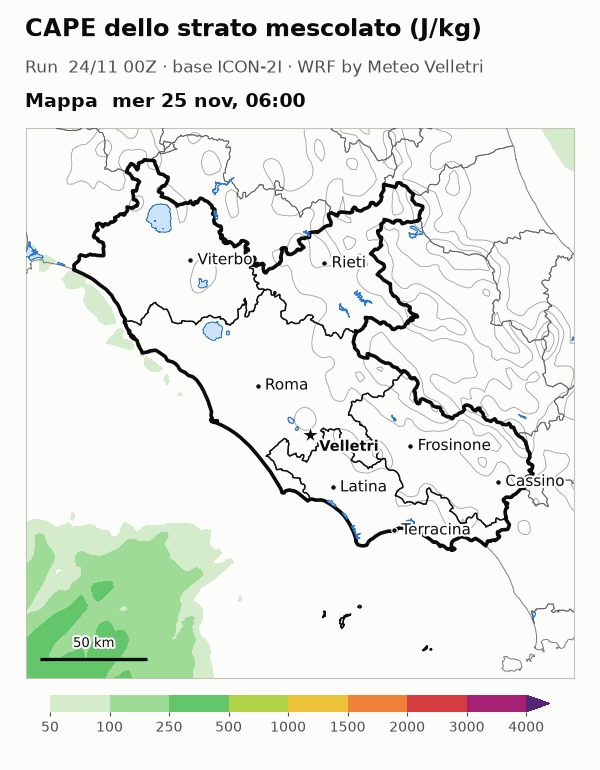 CAPE dello strato mescolato (J/kg)
Run  24/11 00Z · base ICON-2I · WRF by Meteo Velletri
Mappa  mer 25 nov, 06:00
Viterbo
Rieti
Roma
Velletri
Frosinone
Cassino
Latina
Terracina
50 km
50 100 250 500 1000 1500 2000 3000 4000